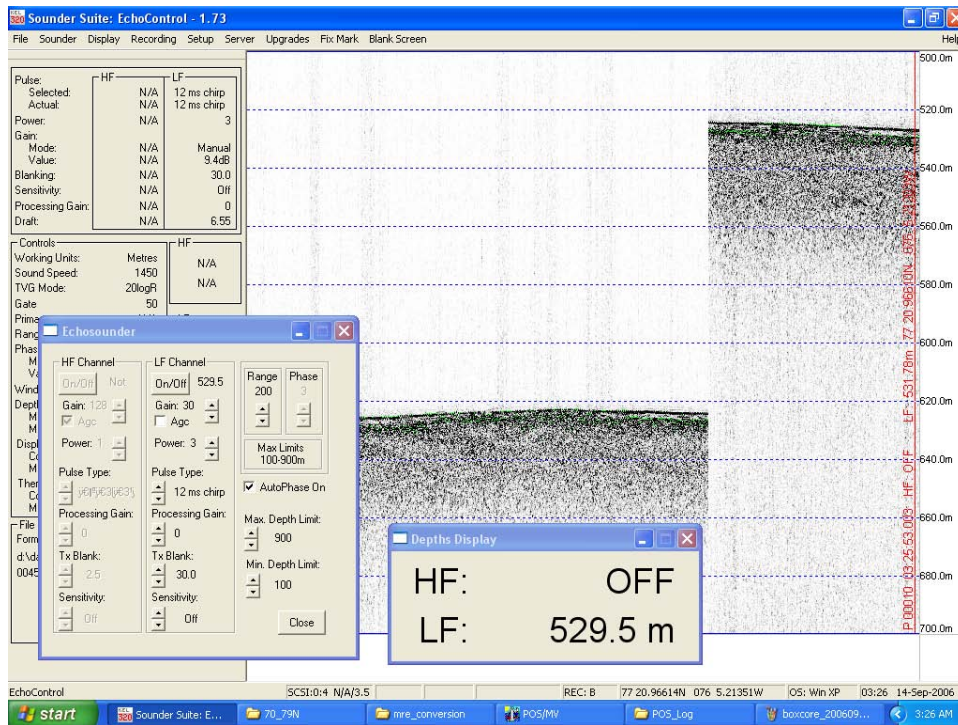 Sounder Suite: EchoControl - 1.73
File Sounder Display Recording Setup Server Upgrades Fix Mark Blank Screen Help
HF LF
Pulse:
Selected: N/A 12 ms chirp
Actual: N/A 12 ms chirp
Power: N/A 3
Gain:
Mode: N/A Manual
Value: N/A 9.4dB
Blanking: N/A 30.0
Sensitivity: N/A Off
Processing Gain: N/A 0
Draft: N/A 6.55
Controls
Working Units: Metres
Sound Speed: 1450
TVG Mode: 20logR
Gate 50
HF
N/A
N/A
500.0m
520.0m
540.0m
560.0m
580.0m
600.0m
620.0m
640.0m
660.0m
680.0m
700.0m
Echosounder
HF Channel
On/Off Not
Gain: 128
Agc
Power: 1
Pulse Type:
Processing Gain:
0
Tx Blank:
2.5
Sensitivity:
Off
LF Channel
On/Off 529.5
Gain: 30
Agc
Power: 3
Pulse Type:
12 ms chirp
Processing Gain:
0
Tx Blank:
30.0
Sensitivity:
Off
Range Phase
200 3
Max Limits
100-900m
AutoPhase On
Max. Depth Limit:
900
Min. Depth Limit:
100
Close
Depths Display
HF: OFF
LF: 529.5 m
EchoControl SCSI:0:4 N/A/3.5 REC: B 77 20.96614N 076 5.21351W OS: Win XP 03:26 14-Sep-2006
start Sounder Suite: E... 70_79N mre_conversion POS/MV POS_Log boxcore_200609... 3:26 AM